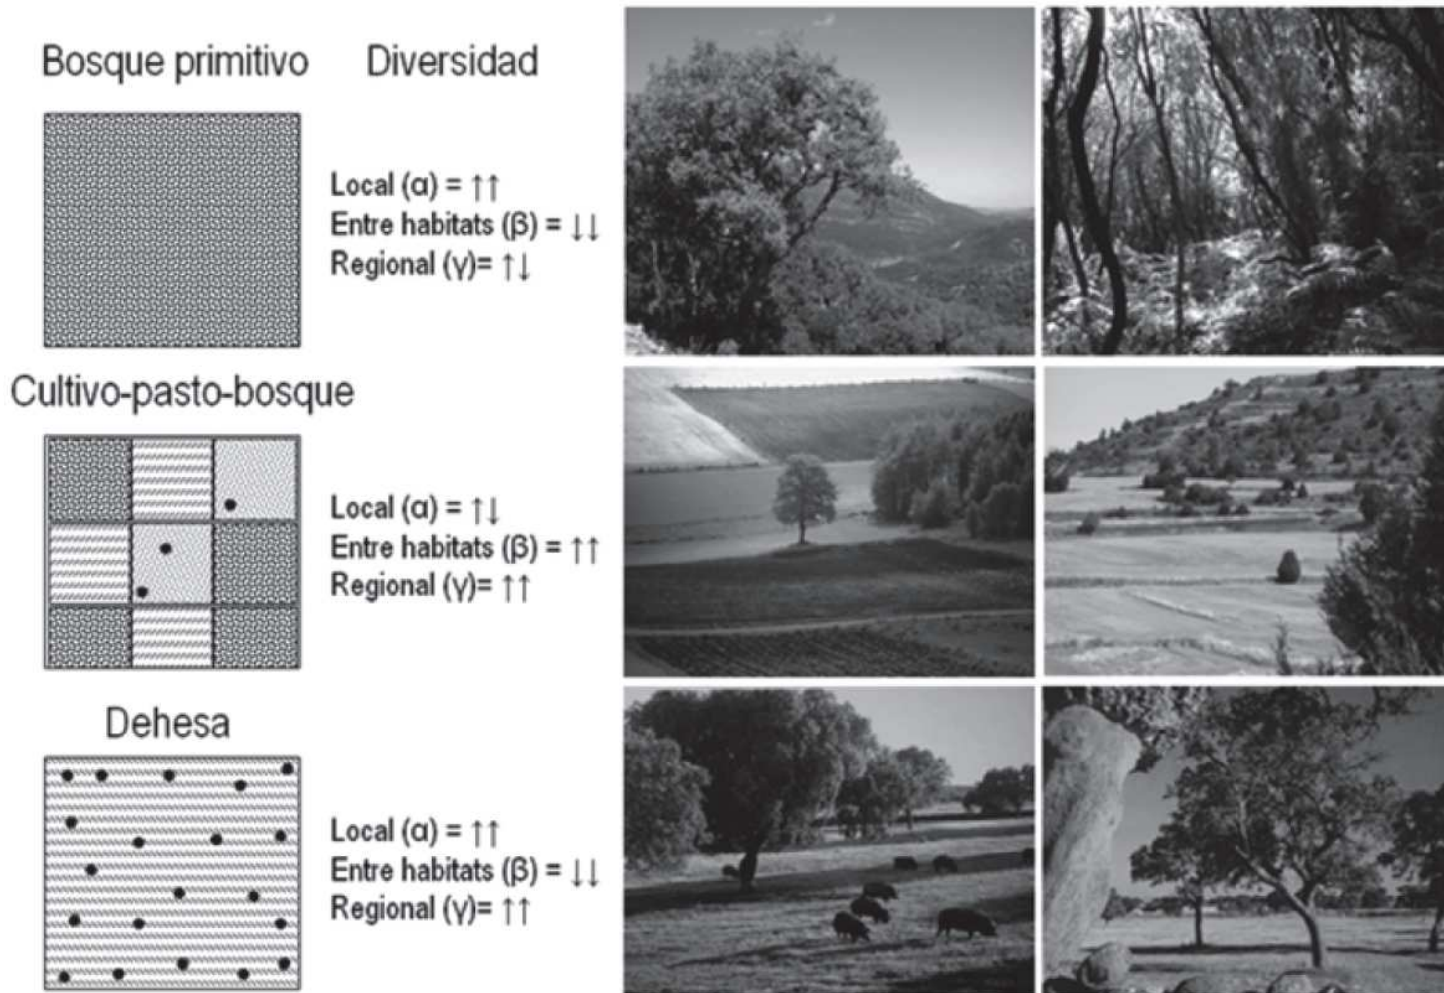 Bosque primitivo
Diversidad
Local (α) = ↑↑
Entre habitats (β) = ↓↓
Regional (γ)= ↑↓
Cultivo-pasto-bosque
Local (α) = ↑↓
Entre habitats (β) = ↑↑
Regional (γ)= ↑↑
Dehesa
Local (α) = ↑↑
Entre habitats (β) = ↓↓
Regional (γ)= ↑↑